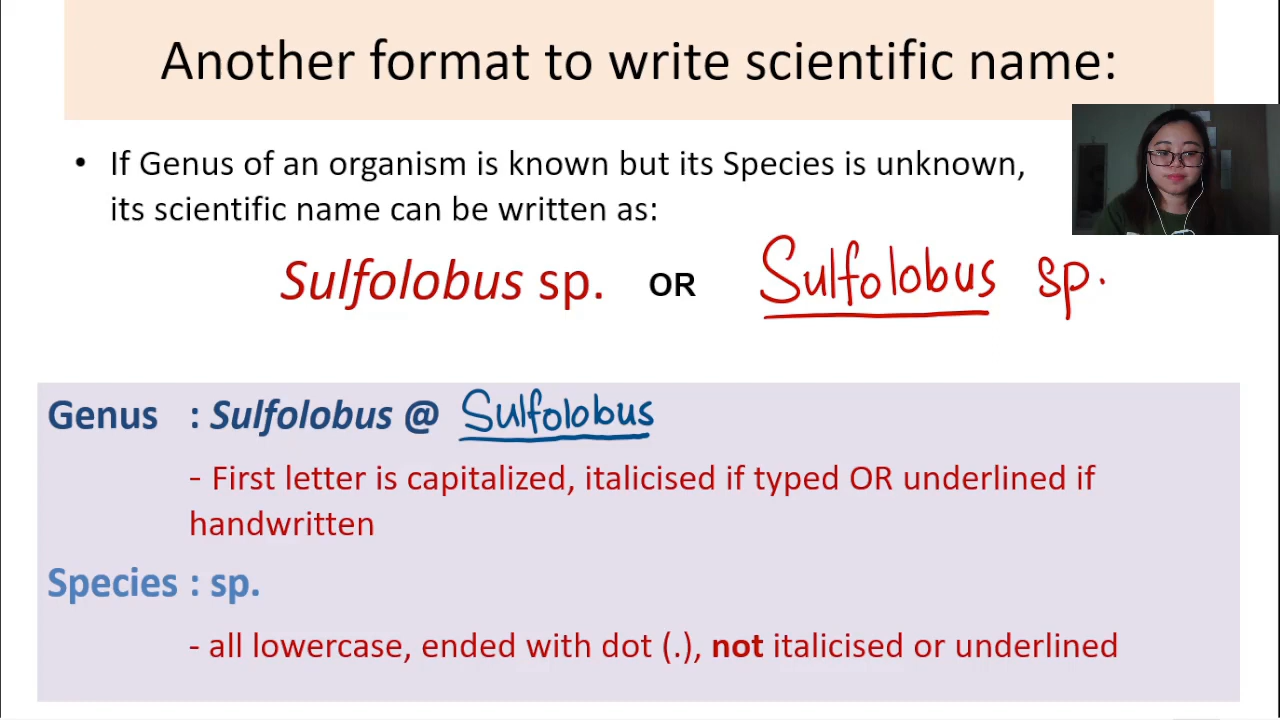 Another format to write scientific name:
• If Genus of an organism is known but its Species is unknown,
its scientific name can be written as:
Sulfolobus sp. OR Sulfolobus sp.
Genus : Sulfolobus @ Sulfolobus
- First letter is capitalized, italicised if typed OR underlined if
handwritten
Species : sp.
- all lowercase, ended with dot (.), not italicised or underlined